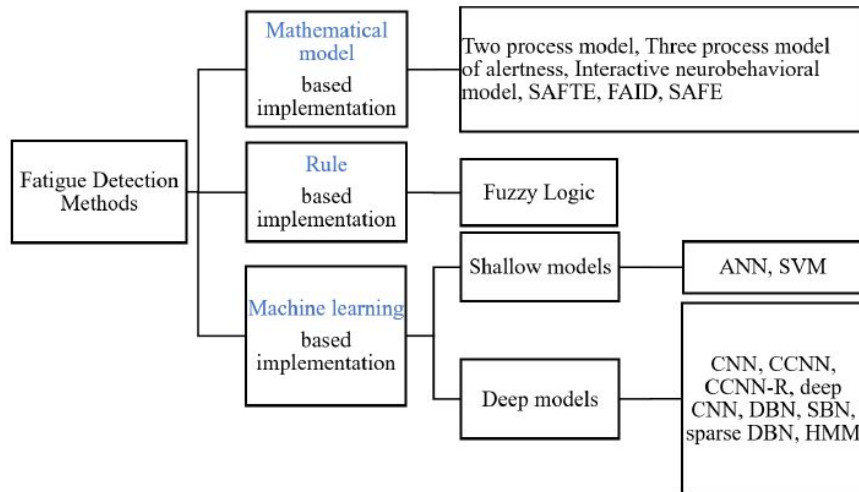 Mathematical
model
based
implementation
Two process model, Three process model
of alertness, Interactive neurobehavioral
model, SAFTE, FAID, SAFE
Fatigue Detection
Methods
Rule
based
implementation
Fuzzy Logic
Machine learning
based
implementation
Shallow models
ANN, SVM
Deep models
CNN, CCNN,
CCNN-R, deep
CNN, DBN, SBN,
sparse DBN, HMM